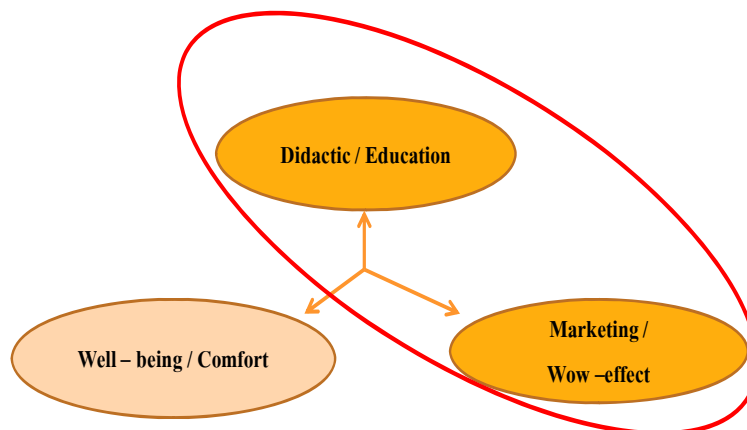 Didactic / Education
Well – being / Comfort
Marketing /
Wow –effect